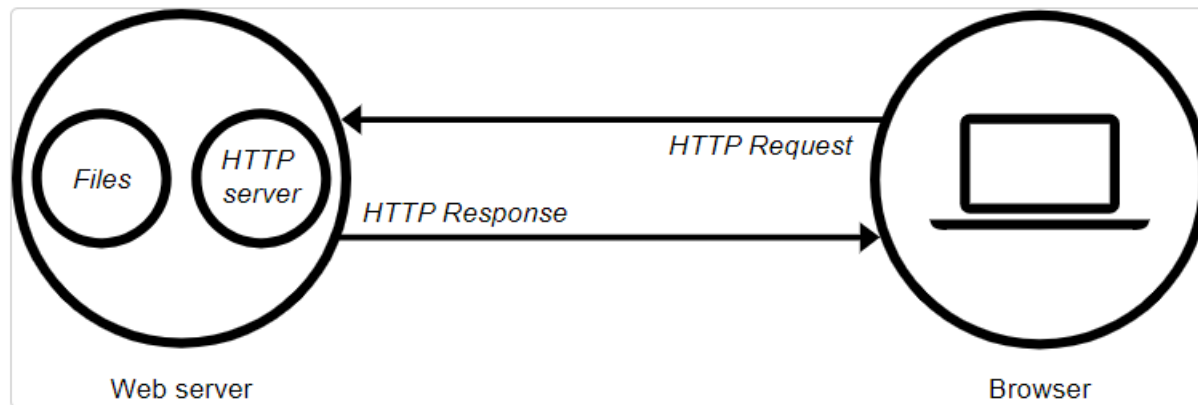 HTTP Request
Files
HTTP
server
HTTP Response
Web server
Browser